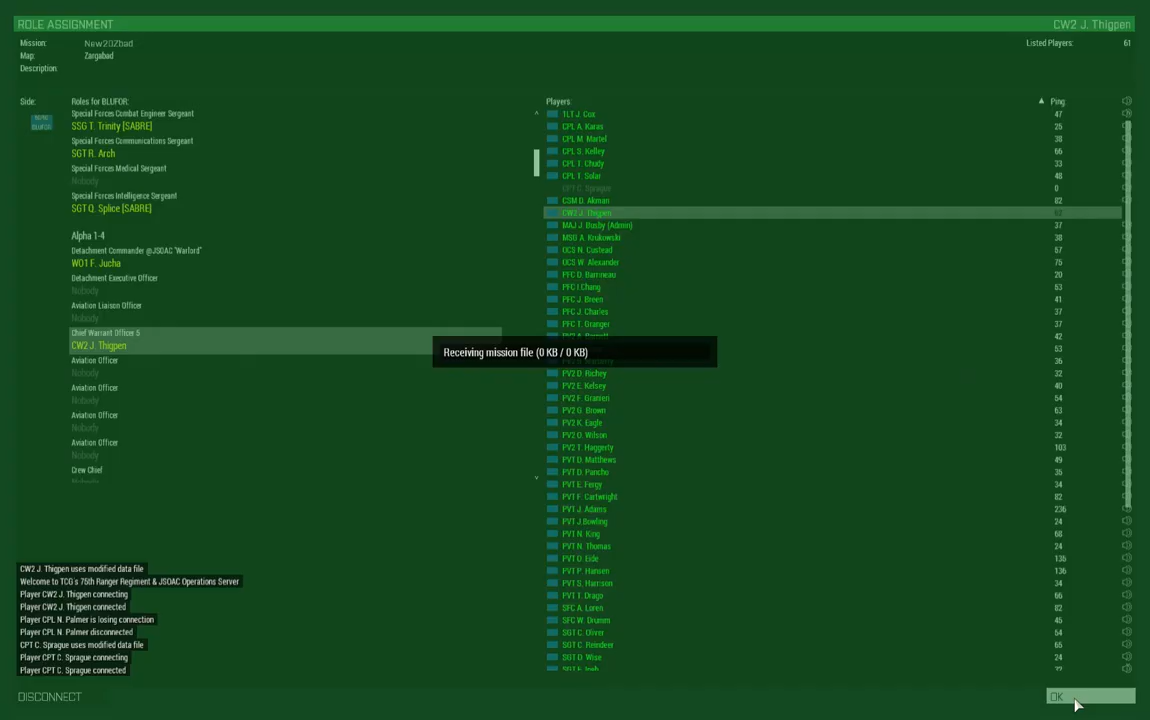 ROLE ASSIGNMENT
CW2 J. Thigpen
Mission: New20Zbad
Listed Players: 61
Map: Zargabad
Description:
Side:
Roles for BLUFOR:
Special Forces Combat Engineer Sergeant
SSG T. Trinity [SABRE]
Special Forces Communications Sergeant
SGT R. Arch
Special Forces Medical Sergeant
Nobody
Special Forces Intelligence Sergeant
SGT Q. Splice [SABRE]
Alpha 1-4
Detachment Commander @JSOAC "Warlord"
WO1 F. Jucha
Detachment Executive Officer
Nobody
Aviation Liaison Officer
Nobody
Chief Warrant Officer 5
CW2 J. Thigpen
Aviation Officer
Nobody
Aviation Officer
Nobody
Aviation Officer
Nobody
Aviation Officer
Nobody
Crew Chief
Nobody
Players: Ping
1LT J. Cox 47
CPL A. Karas 25
CPL M. Martel 38
CPL S. Kelley 66
CPL T. Chudy 33
CPL T. Solar 48
CPT C. Sprague 0
CSM D. Akman 82
CW2 J. Thigpen
MAJ J. Busby (Admin) 37
MSG A. Krukowski 38
OCS N. Custead 67
OCS W. Alexander 75
PFC D. Barrineau 20
PFC I.Chang 63
PFC J. Breen 41
PFC J. Charles 37
PFC T. Granger 37
42
53
Receiving mission file (0 KB / 0 KB)
36
PV2 D. Richey 32
PV2 E. Kelsey 40
PV2 F. Granieri 54
PV2 G. Brown 63
PV2 K. Eagle 34
PV2 O. Wilson 32
PV2 T. Haggerty 103
PVT D. Matthews 49
PVT D. Panchu 35
PVT E. Fergy 34
PVT F. Cartwright 82
PVT J. Adams 236
PVT J.Bowling 24
PVT N. King 68
PVT N. Thomas 24
PVT O. Eide 135
PVT P. Hansen 136
PVT S. Harrison 34
PVT T. Drago 66
SFC A. Loren 82
SFC W. Drumm 46
SGT C. Oliver 54
SGT C. Reindeer 65
SGT D. Wise 24
CW2 J. Thigpen uses modified data file
Welcome to TCG's 75th Ranger Regiment & JSOAC Operations Server
Player CW2 J. Thigpen connecting
Player CW2 J. Thigpen connected
Player CPL N. Palmer is losing connection
Player CPL N. Palmer disconnected
CPT C. Sprague uses modified data file
Player CPT C. Sprague connecting
Player CPT C. Sprague connected
DISCONNECT
OK